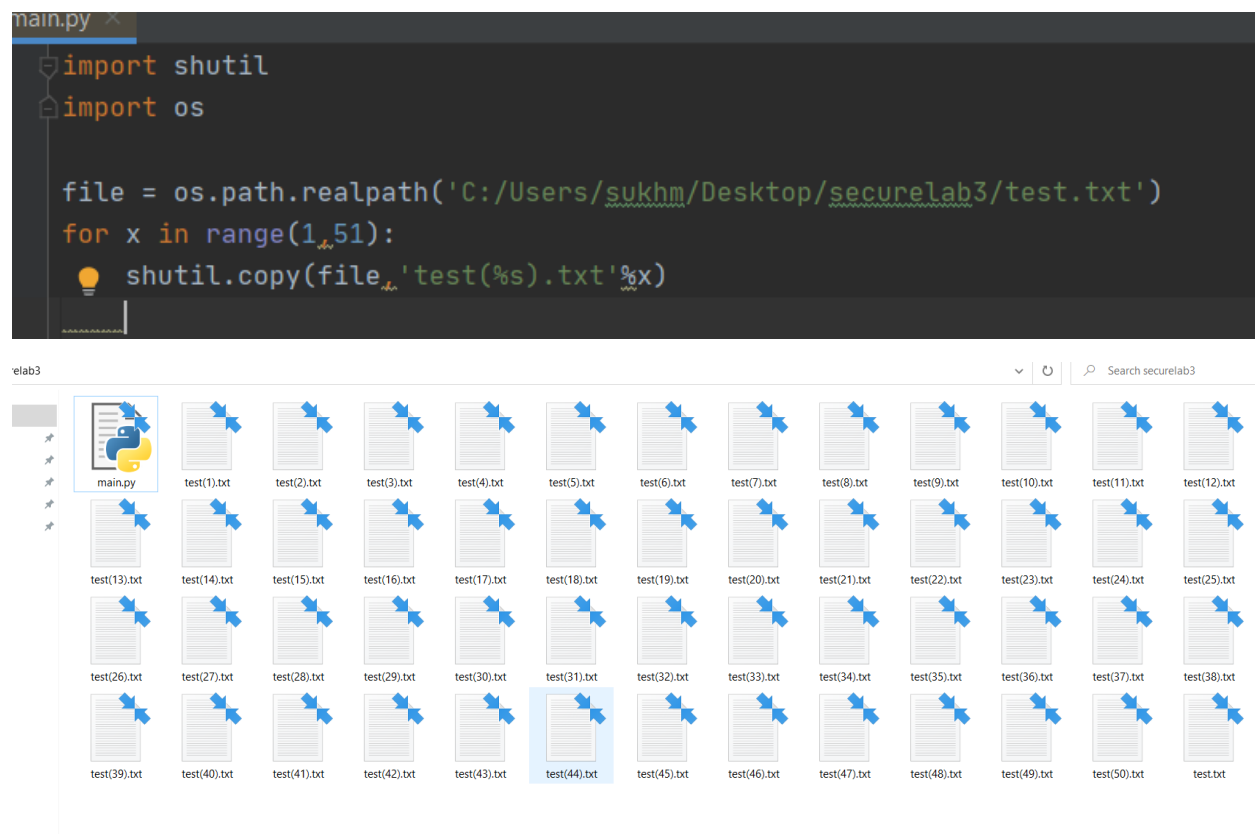 main.py
import shutil
import os
file = os.path.realpath('C:/Users/sukhm/Desktop/securelab3/test.txt')
for x in range(1,51):
shutil.copy(file,'test(%s).txt'%x)
relab3
Search securelab3
main.py test(1).txt test(2).txt test(3).txt test(4).txt test(5).txt test(6).txt test(7).txt test(8).txt test(9).txt test(10).txt test(11).txt test(12).txt
test(13).txt test(14).txt test(15).txt test(16).txt test(17).txt test(18).txt test(19).txt test(20).txt test(21).txt test(22).txt test(23).txt test(24).txt test(25).txt
test(26).txt test(27).txt test(28).txt test(29).txt test(30).txt test(31).txt test(32).txt test(33).txt test(34).txt test(35).txt test(36).txt test(37).txt test(38).txt
test(39).txt test(40).txt test(41).txt test(42).txt test(43).txt test(44).txt test(45).txt test(46).txt test(47).txt test(48).txt test(49).txt test(50).txt test.txt